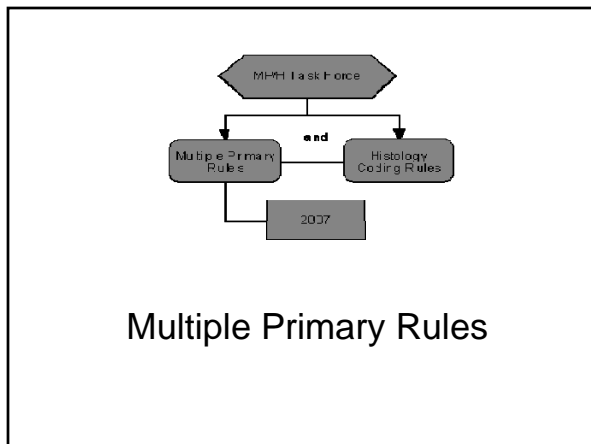 MP/H Task Force
and
Multiple Primary
Rules
Histology
Coding Rules
2007
Multiple Primary Rules